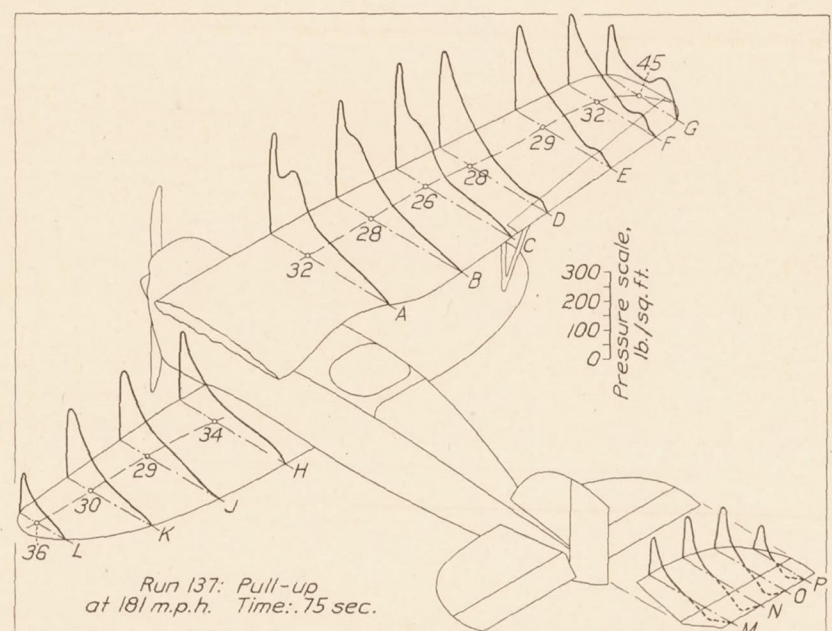 45
G
32
F
29
E
28
D
26
C
28
B
32
A
300
200
100
0
Pressure scale,
lb./sq. ft.
34
H
29
J
30
K
36
L
P
O
N
M
Run 137: Pull-up
at 181 m.p.h. Time:.75 sec.